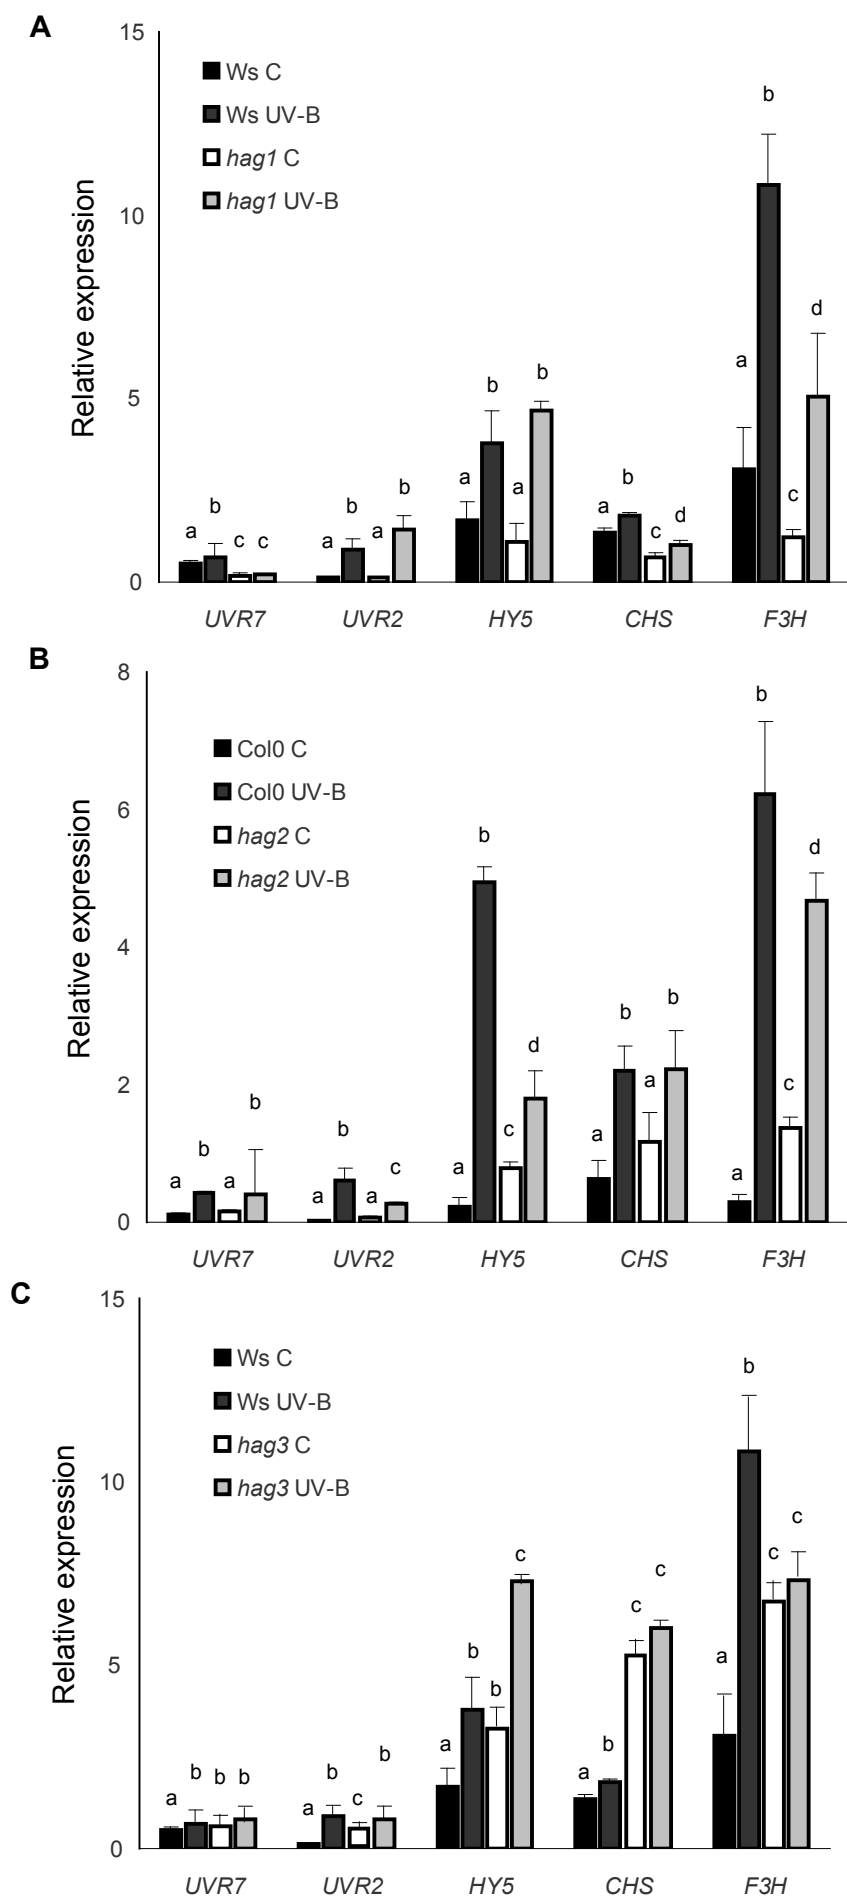 A
15
Ws C
Ws UV-B
hag1 C
hag1 UV-B
Relative expression
10
5
0
a b c c
a b a b
a b a b
a b c d
a b c d
UVR7 UVR2 HY5 CHS F3H
B
8
Col0 C
Col0 UV-B
hag2 C
hag2 UV-B
Relative expression
6
4
2
0
a b a b
a b a c
a b c d
a b a b
a b c d
UVR7 UVR2 HY5 CHS F3H
C
15
Ws C
Ws UV-B
hag3 C
hag3 UV-B
Relative expression
10
5
0
a b b b
a b c b
a b b c
a b c c
a b c c
UVR7 UVR2 HY5 CHS F3H